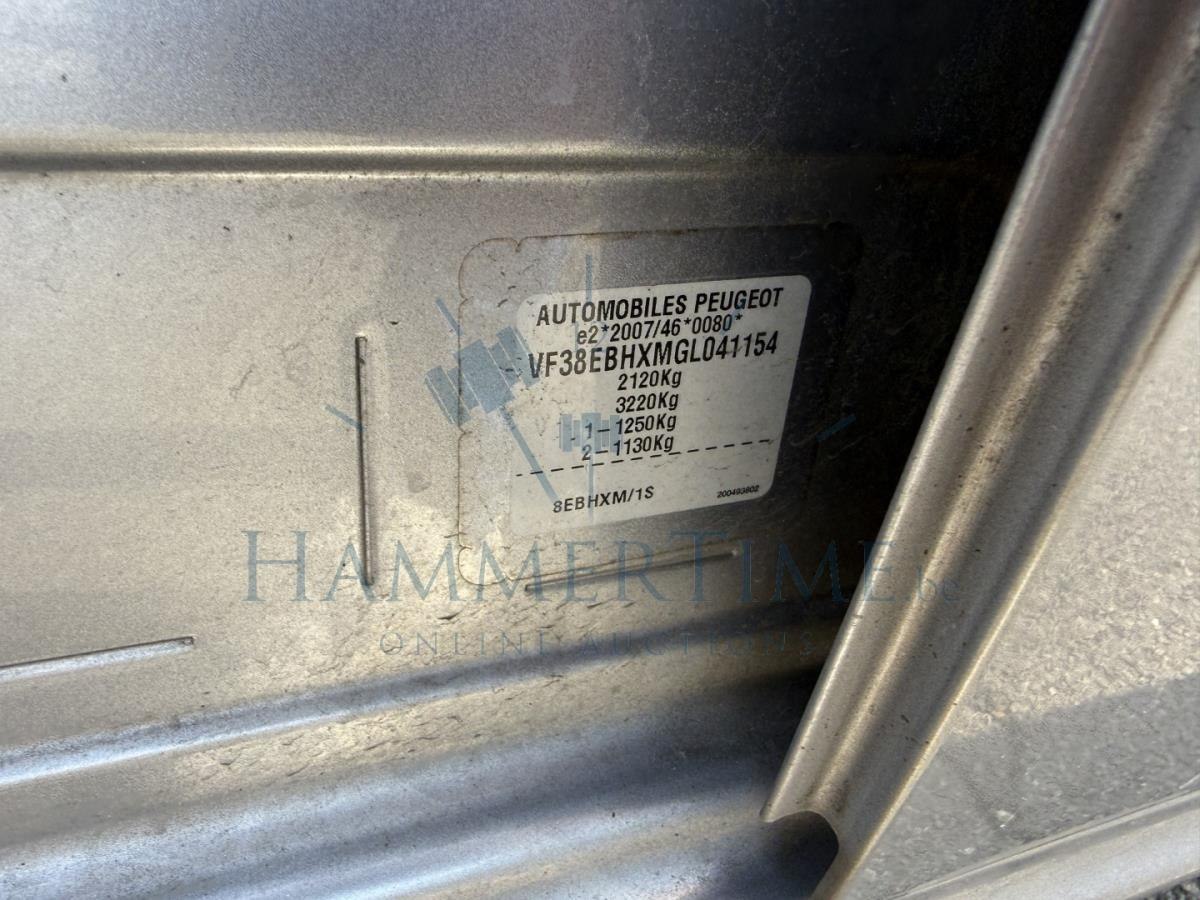 AUTOMOBILES PEUGEOT
e2*2007/46*0080*
VF38EBHXMGL041154
2120Kg
3220Kg
1-1250Kg
2-1130Kg
8EBHXM/1S
200493602
HAMMERTIME.be
ONLINE AUCTIONS